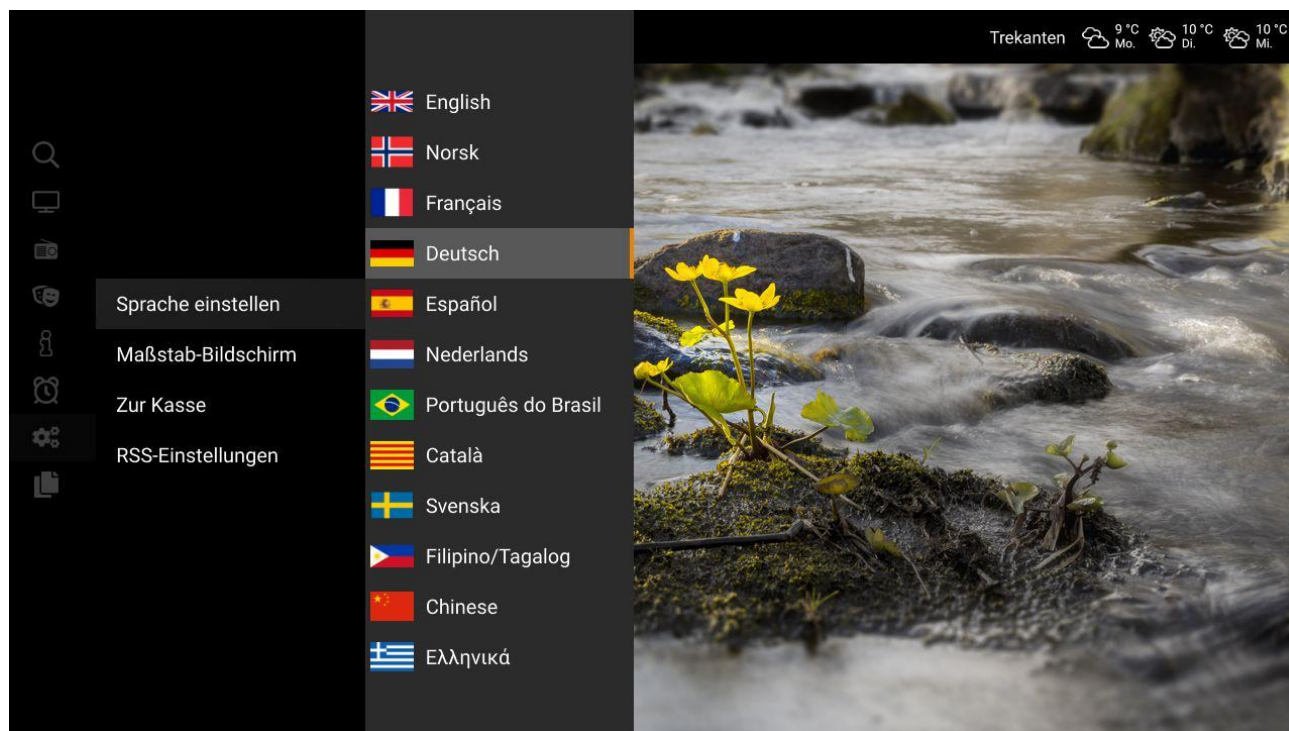 Trekanten
9 °C
Mo.
10 °C
Di.
10 °C
Mi.
Sprache einstellen
Maßstab-Bildschirm
Zur Kasse
RSS-Einstellungen
English
Norsk
Français
Deutsch
Español
Nederlands
Português do Brasil
Català
Svenska
Filipino/Tagalog
Chinese
Ελληνικά